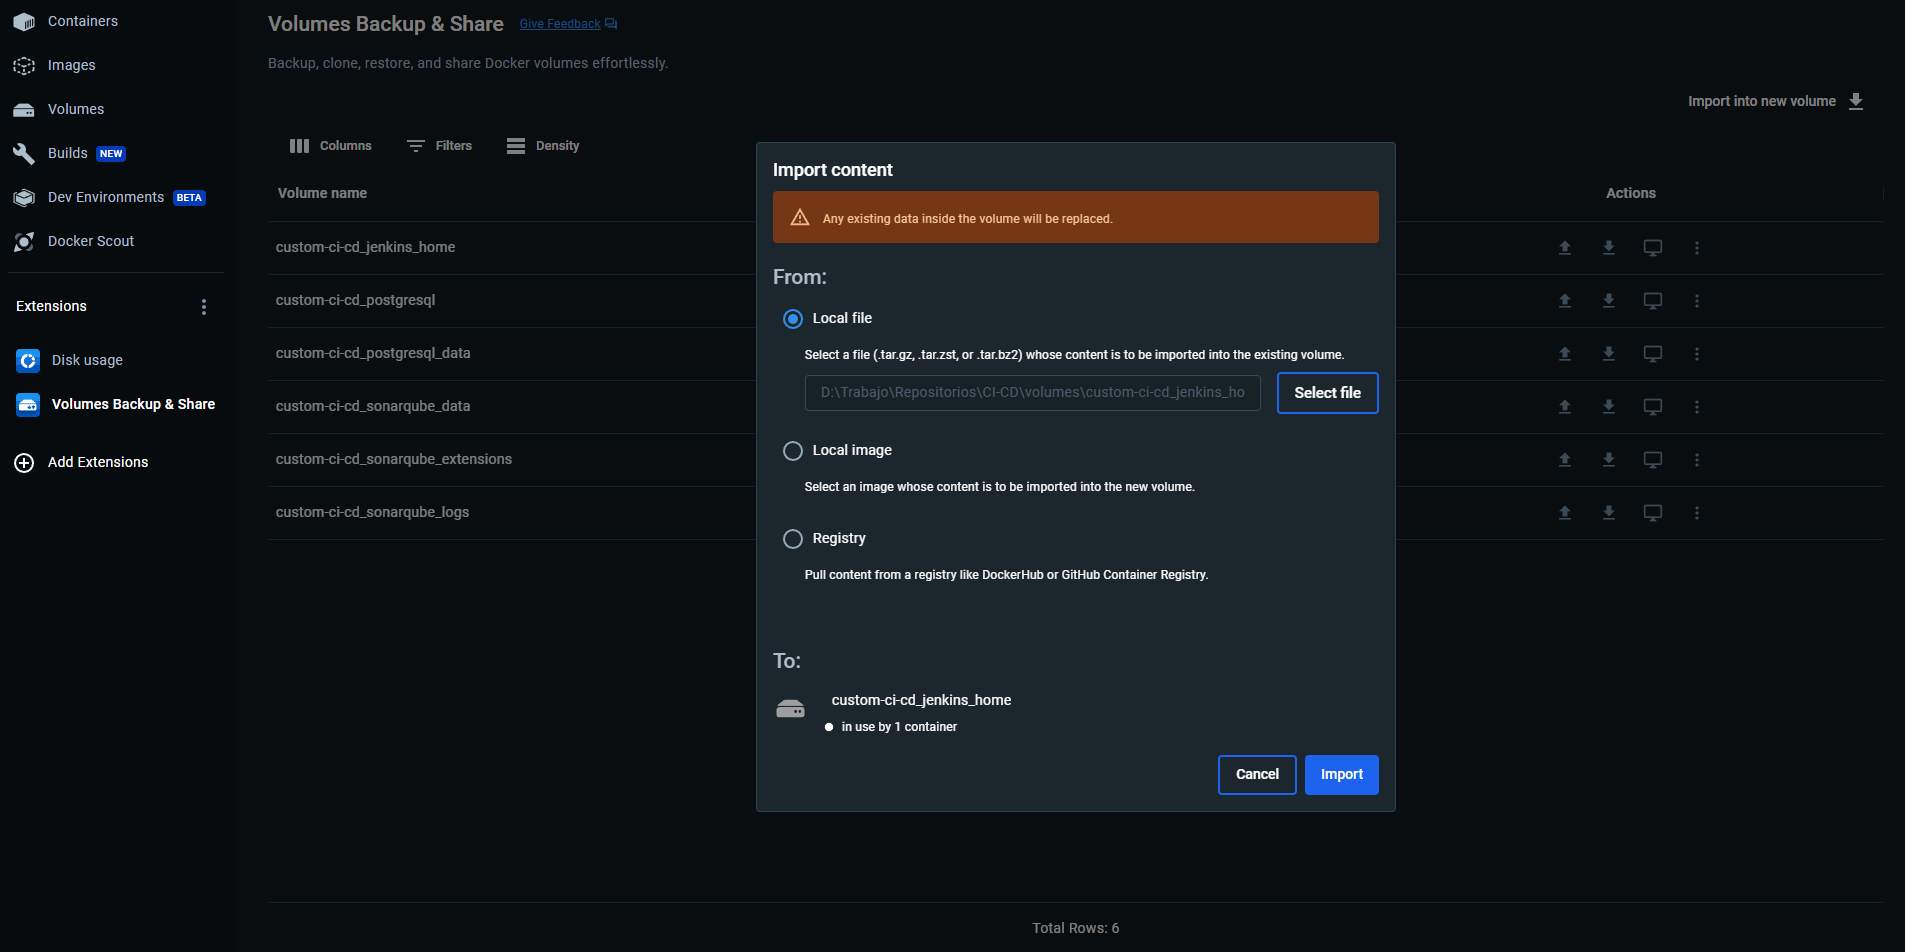 Containers
Images
Volumes
Builds NEW
Dev Environments BETA
Docker Scout
Extensions
Disk usage
Volumes Backup & Share
Add Extensions
Volumes Backup & Share Give Feedback
Backup, clone, restore, and share Docker volumes effortlessly.
Import into new volume
Columns Filters Density
Volume name Actions
custom-ci-cd_jenkins_home
custom-ci-cd_postgresql
custom-ci-cd_postgresql_data
custom-ci-cd_sonarqube_data
custom-ci-cd_sonarqube_extensions
custom-ci-cd_sonarqube_logs
Import content
Any existing data inside the volume will be replaced.
From:
Local file
Select a file (.tar.gz, .tar.zst, or .tar.bz2) whose content is to be imported into the existing volume.
D:\Trabajo\Repositorios\CI-CD\volumes\custom-ci-cd_jenkins_ho Select file
Local image
Select an image whose content is to be imported into the new volume.
Registry
Pull content from a registry like DockerHub or GitHub Container Registry.
To:
custom-ci-cd_jenkins_home
in use by 1 container
Cancel Import
Total Rows: 6